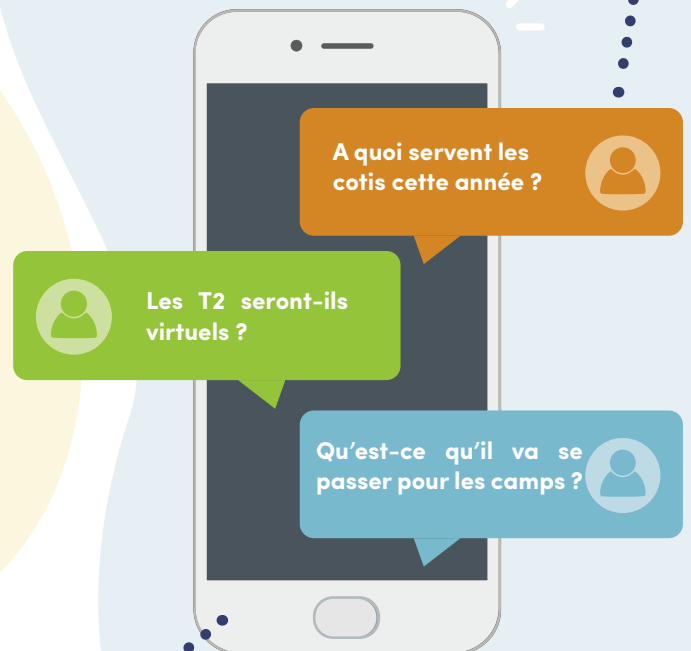 A quoi servent les
cotis cette année ?
Les T2 seront-ils
virtuels ?
Qu’est-ce qu’il va se
passer pour les camps ?